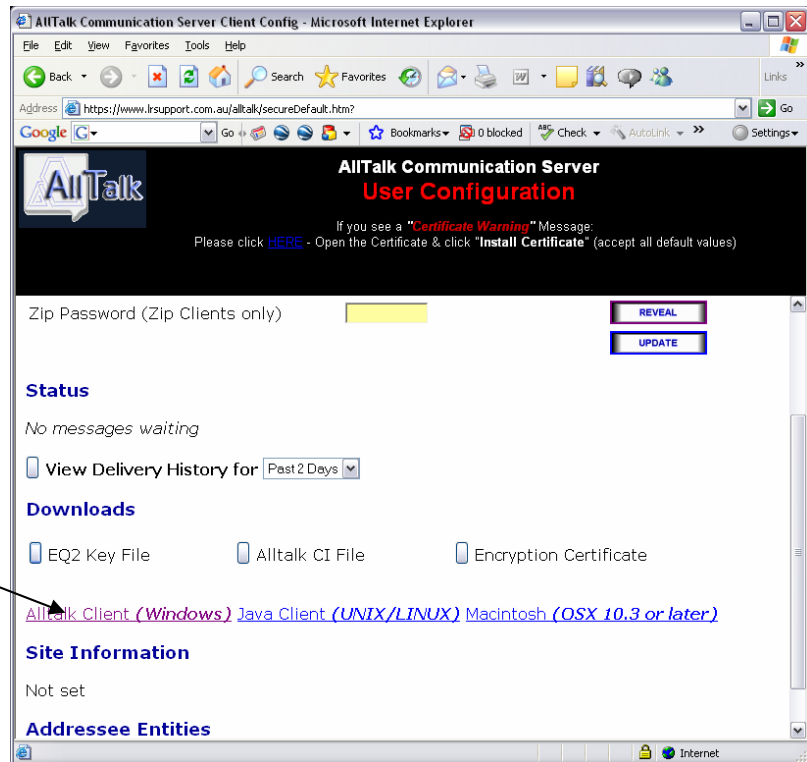 AllTalk Communication Server Client Config - Microsoft Internet Explorer
File Edit View Favorites Tools Help
Back Search Favorites Links
Address https://www.lrsupport.com.au/alltalk/secureDefault.htm? Go
Google G Go Bookmarks 0 blocked ABC Check AutoLink Settings
AllTalk
AllTalk Communication Server
User Configuration
If you see a "Certificate Warning" Message:
Please click HERE - Open the Certificate & click "Install Certificate" (accept all default values)
Zip Password (Zip Clients only) REVEAL
UPDATE
Status
No messages waiting
View Delivery History for Past 2 Days
Downloads
EQ2 Key File Alltalk CI File Encryption Certificate
Alltalk Client (Windows) Java Client (UNIX/LINUX) Macintosh (OSX 10.3 or later)
Site Information
Not set
Addressee Entities
Internet